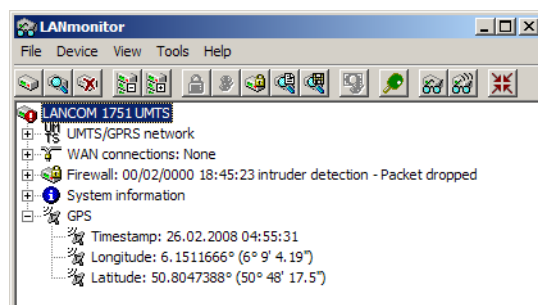 LANmonitor
File Device View Tools Help
LANCOM 1751 UMTS
UMTS/GPRS network
WAN connections: None
Firewall: 00/02/0000 18:45:23 intruder detection - Packet dropped
System information
GPS
Timestamp: 26.02.2008 04:55:31
Longitude: 6.1511666° (6° 9' 4.19")
Latitude: 50.8047388° (50° 48' 17.5")